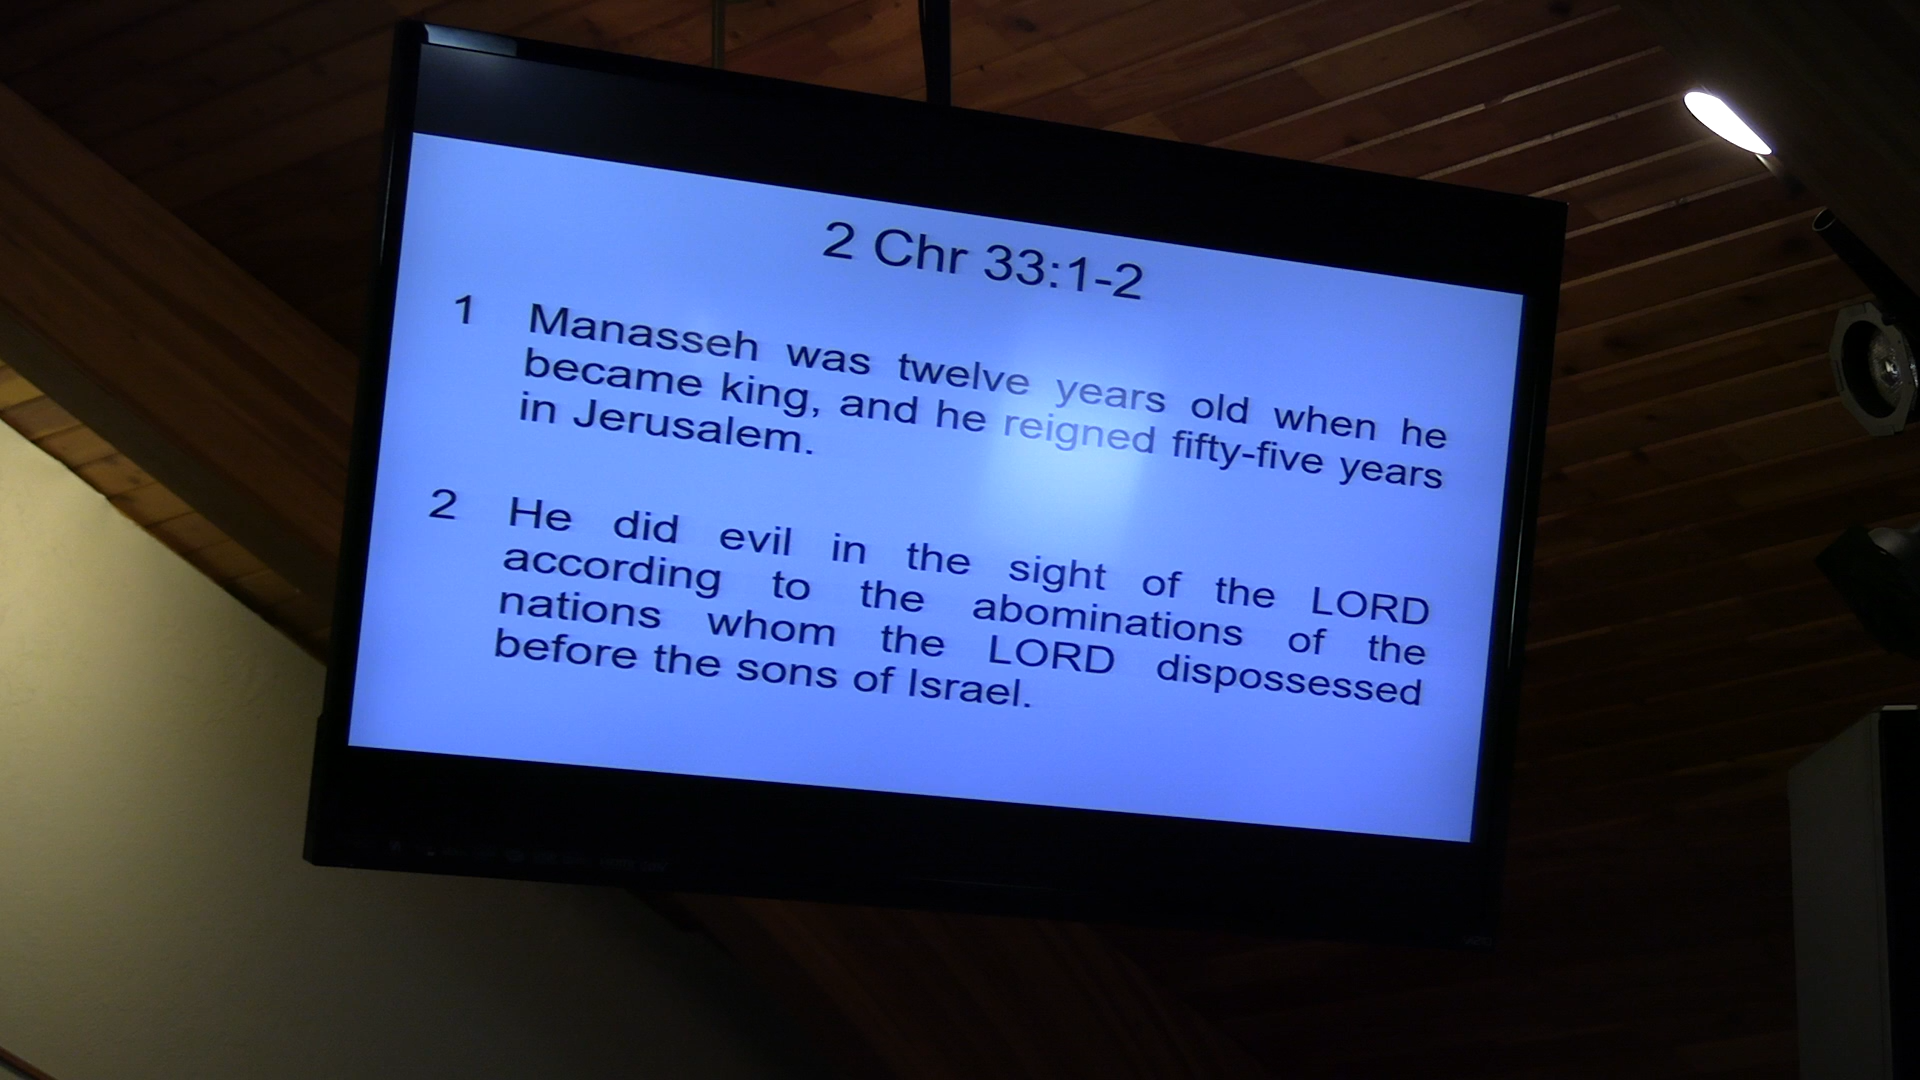 2 Chr 33:1-2
1 Manasseh was twelve years old when he
became king, and he reigned fifty-five years
in Jerusalem.
2 He did evil in the sight of the LORD
according to the abominations of the
nations whom the LORD dispossessed
before the sons of Israel.